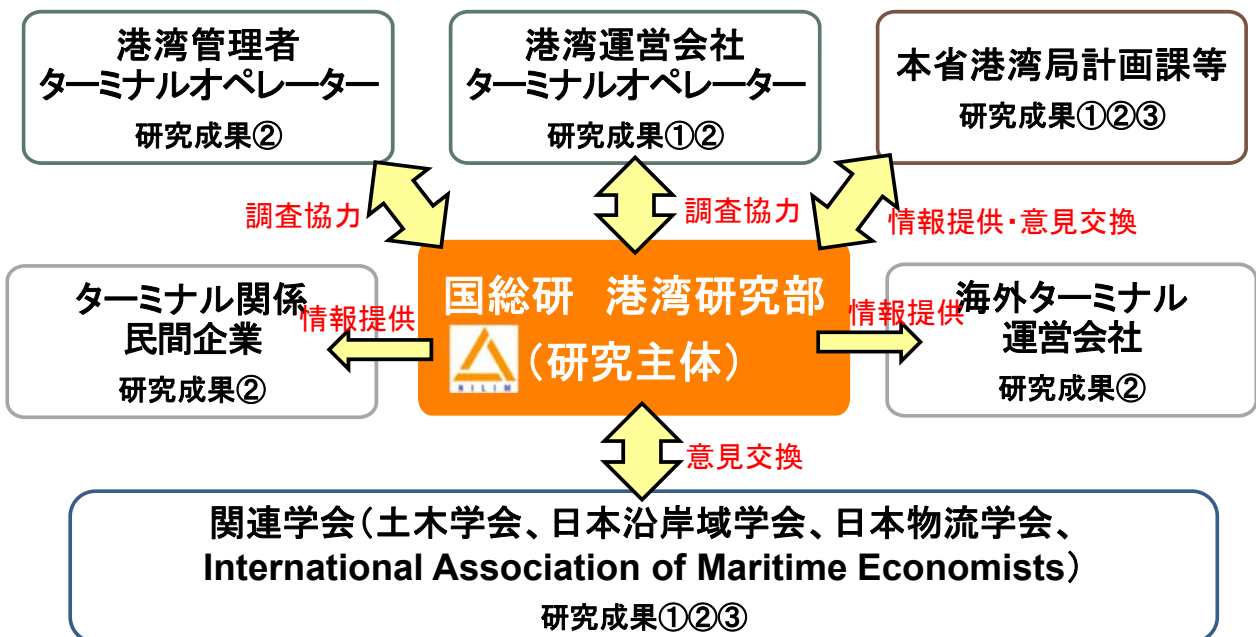 港湾管理者
ターミナルオペレーター
研究成果②
港湾運営会社
ターミナルオペレーター
研究成果①②
本省港湾局計画課等
研究成果①②③
調査協力
調査協力
情報提供・意見交換
ターミナル関係
民間企業
研究成果②
情報提供
国総研 港湾研究部
(研究主体)
NILIM
情報提供
海外ターミナル
運営会社
研究成果②
意見交換
関連学会(土木学会、日本沿岸域学会、日本物流学会、
International Association of Maritime Economists)
研究成果①②③